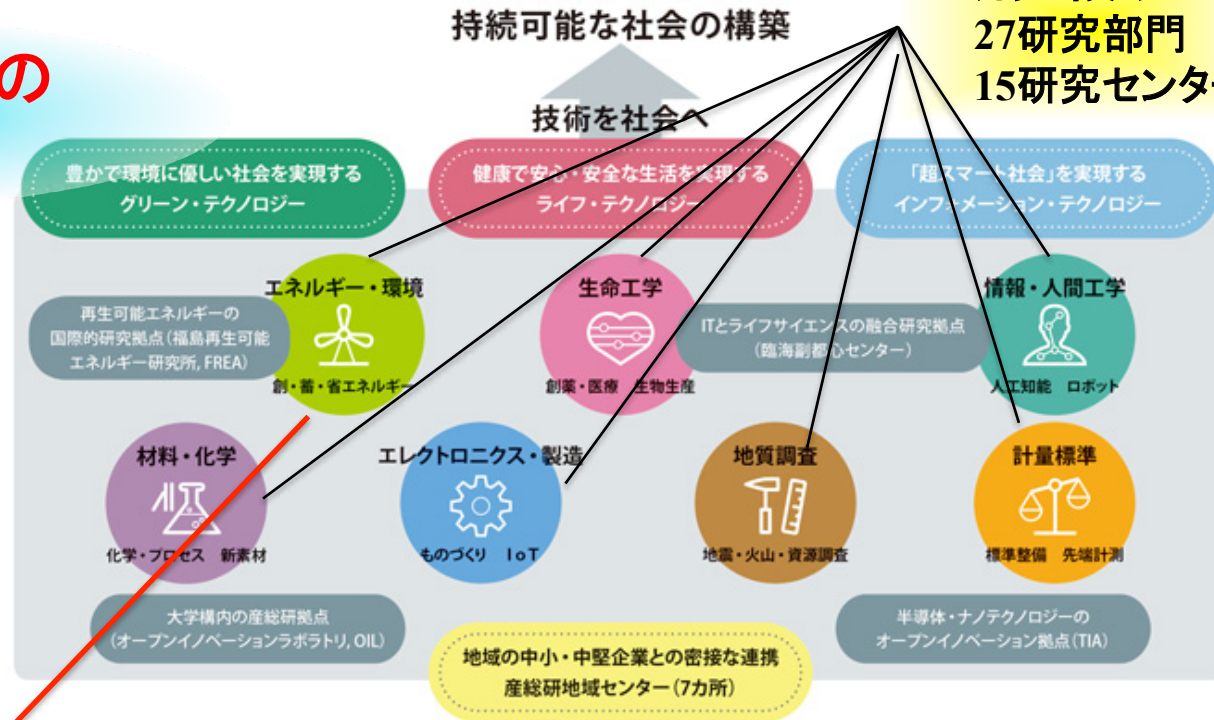 持続可能な社会の構築
の
27研究部門
15研究センター
技術を社会へ
豊かで環境に優しい社会を実現する
グリーン・テクノロジー
健康で安心・安全な生活を実現する
ライフ・テクノロジー
「超スマート社会」を実現する
インフォメーション・テクノロジー
エネルギー・環境
創・蓄・省エネルギー
生命工学
創薬・医療 生物生産
情報・人間工学
人工知能 ロボット
再生可能エネルギーの
国際的研究拠点(福島再生可能
エネルギー研究所, FREA)
ITとライフサイエンスの融合研究拠点
(臨海副都心センター)
材料・化学
化学・プロセス 新素材
エレクトロニクス・製造
ものづくり IoT
地質調査
地震・火山・資源調査
計量標準
標準整備 先端計測
大学構内の産総研拠点
(オープンイノベーションラボラトリ, OIL)
半導体・ナノテクノロジーの
オープンイノベーション拠点(TIA)
地域の中小・中堅企業との密接な連携
産総研地域センター(7カ所)